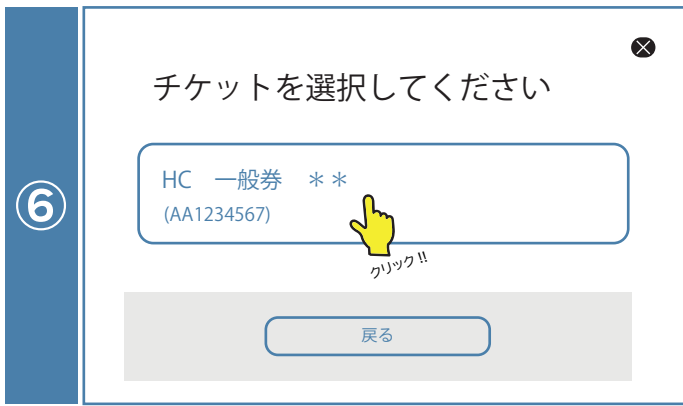 ⑥
チケットを選択してください
HC 一般券 ＊＊
(AA1234567)
クリック!!
戻る